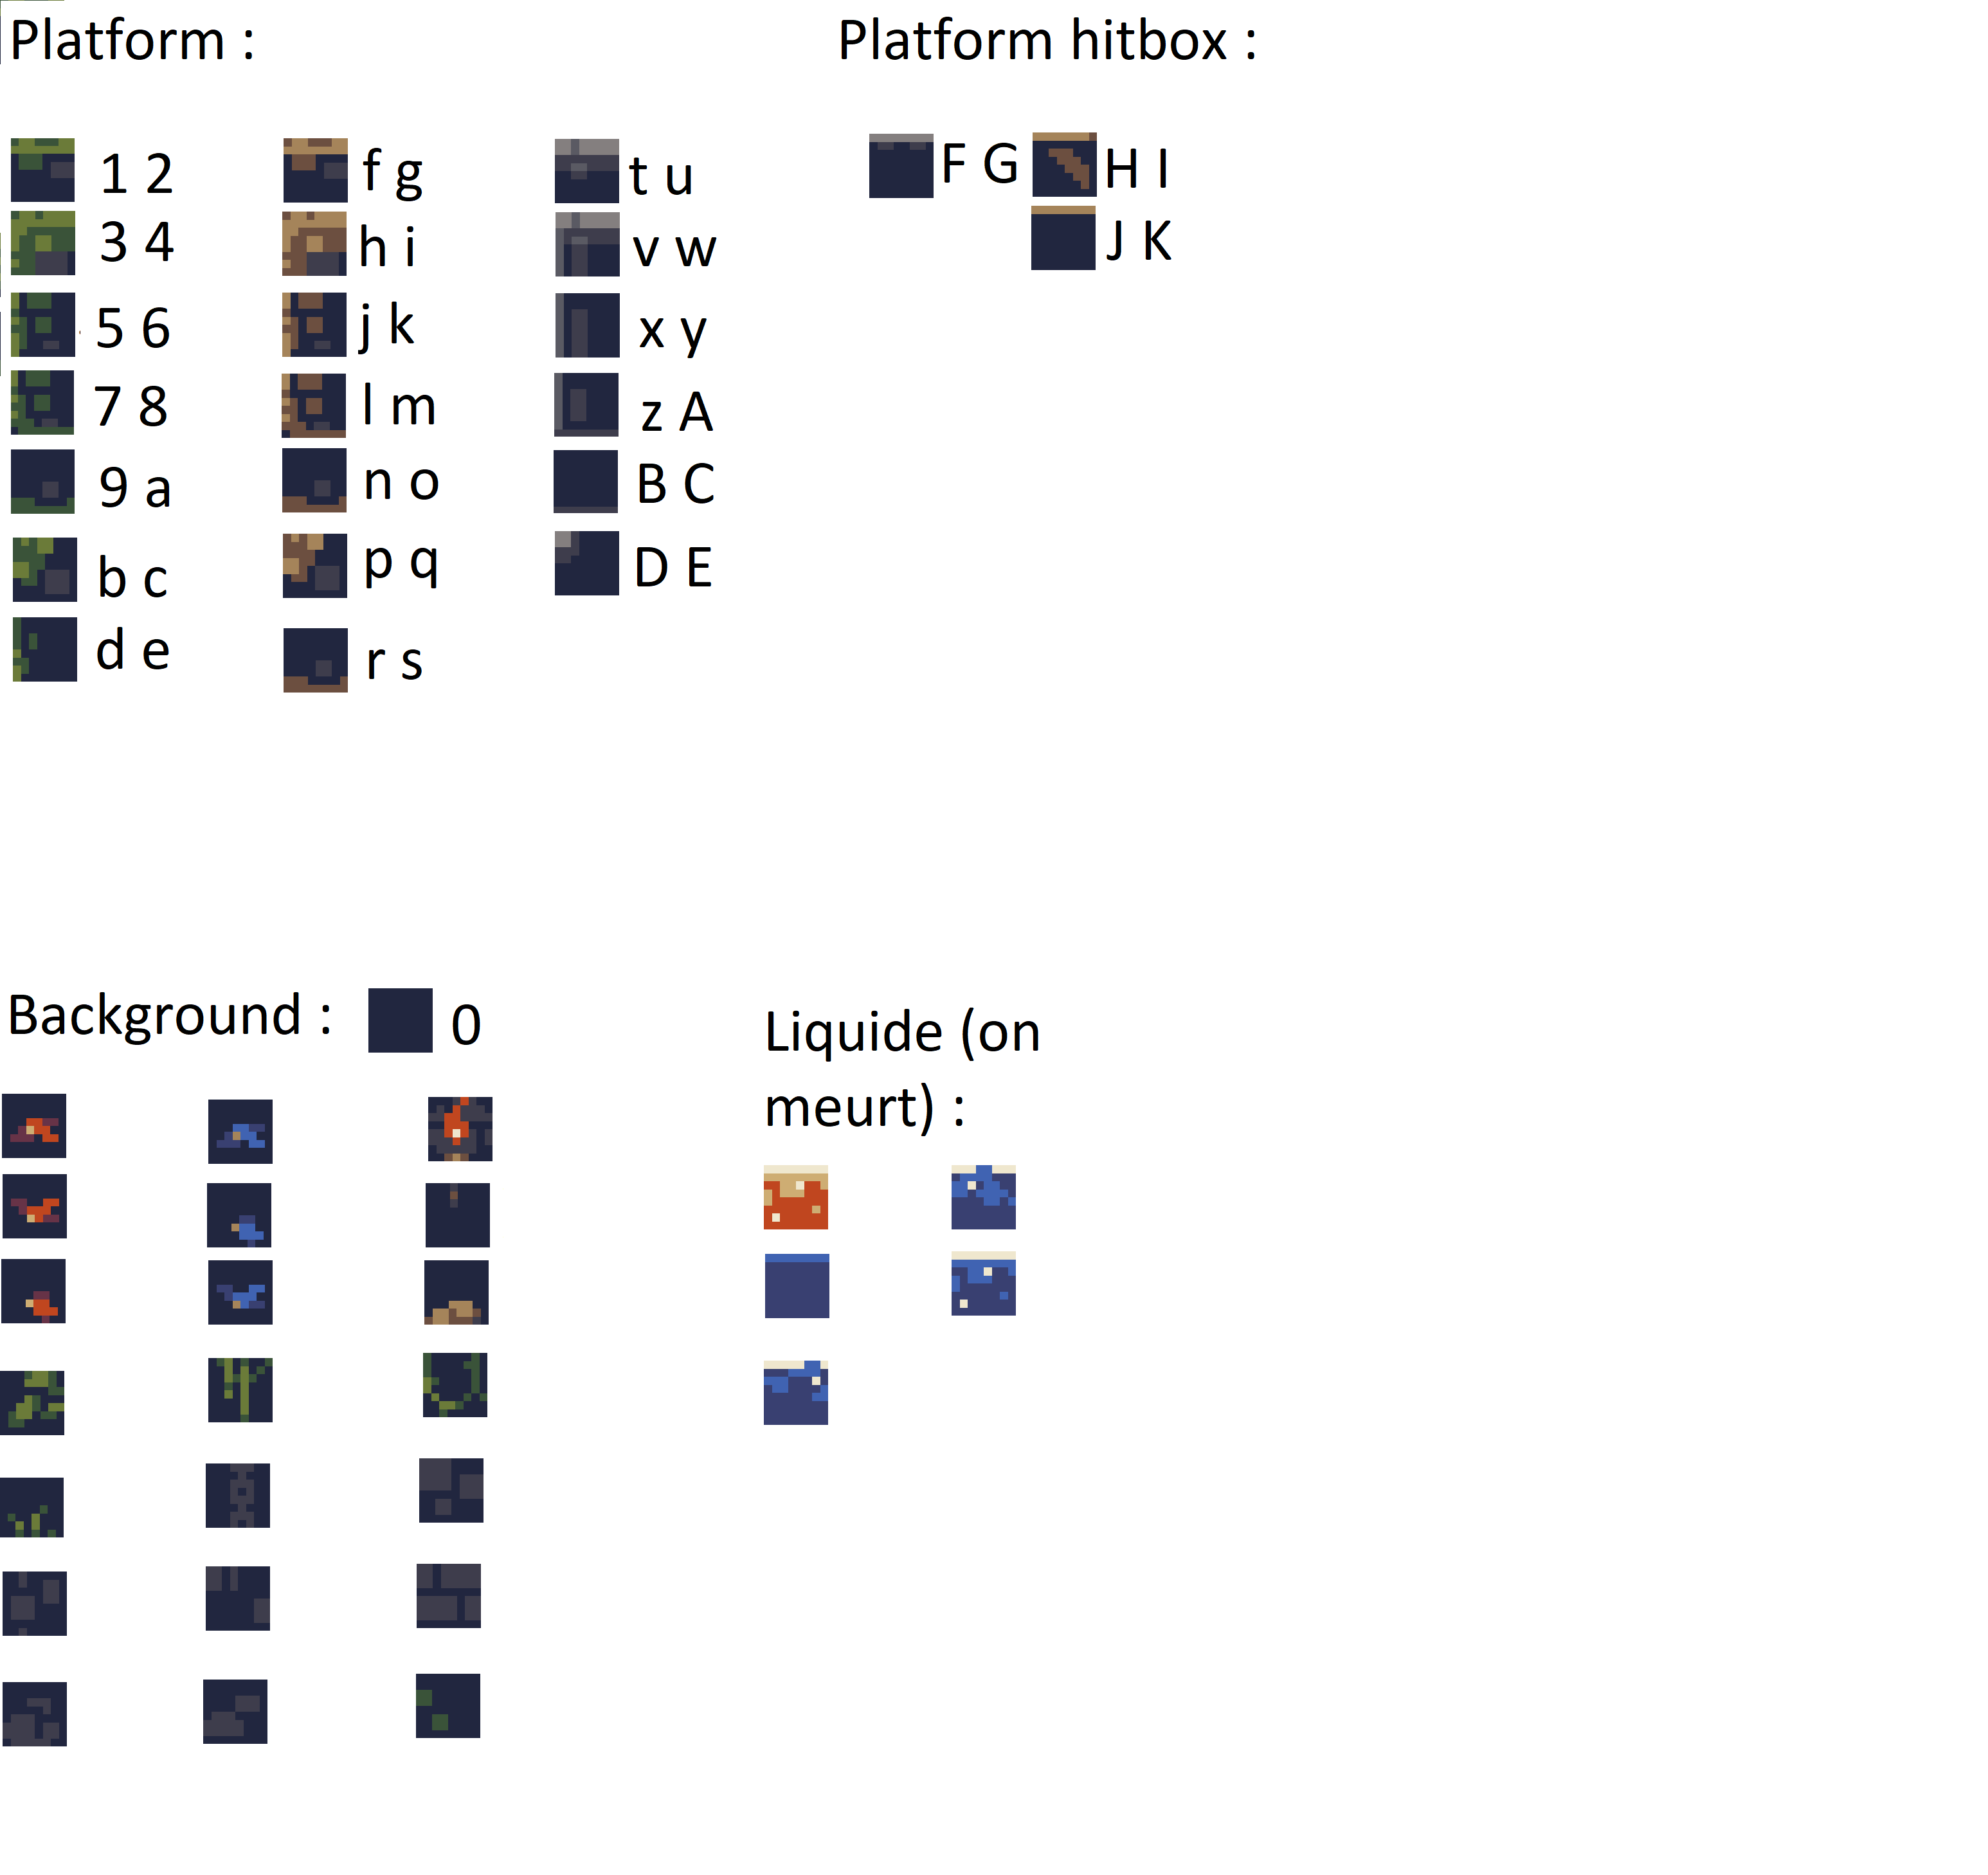 Platform :
1 2
3 4
5 6
7 8
9 a
b c
d e
f g
h i
j k
l m
n o
p q
r s
t u
v w
x y
z A
B C
D E
Platform hitbox :
F G
H I
J K
Background :
0
Liquide (on
meurt) :